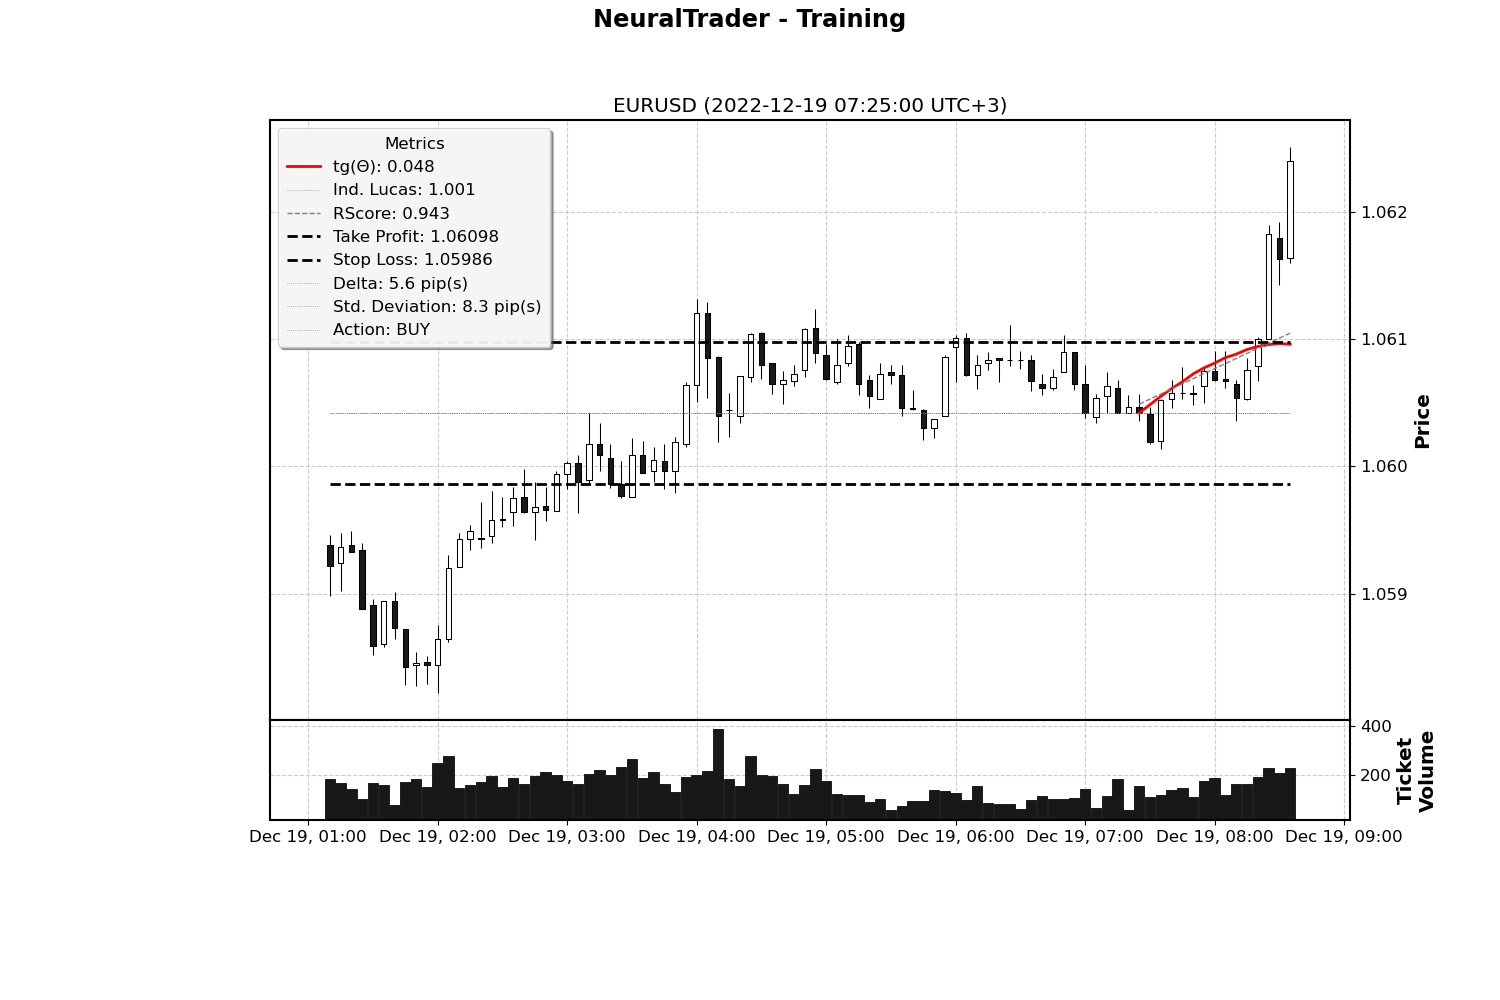 NeuralTrader - Training
EURUSD (2022-12-19 07:25:00 UTC+3)
Metrics
tg(Θ): 0.048
Ind. Lucas: 1.001
RScore: 0.943
Take Profit: 1.06098
Stop Loss: 1.05986
Delta: 5.6 pip(s)
Std. Deviation: 8.3 pip(s)
Action: BUY
1.062
1.061
1.060
1.059
Price
400
200
Ticket
Volume
Dec 19, 01:00 Dec 19, 02:00 Dec 19, 03:00 Dec 19, 04:00 Dec 19, 05:00 Dec 19, 06:00 Dec 19, 07:00 Dec 19, 08:00 Dec 19, 09:00